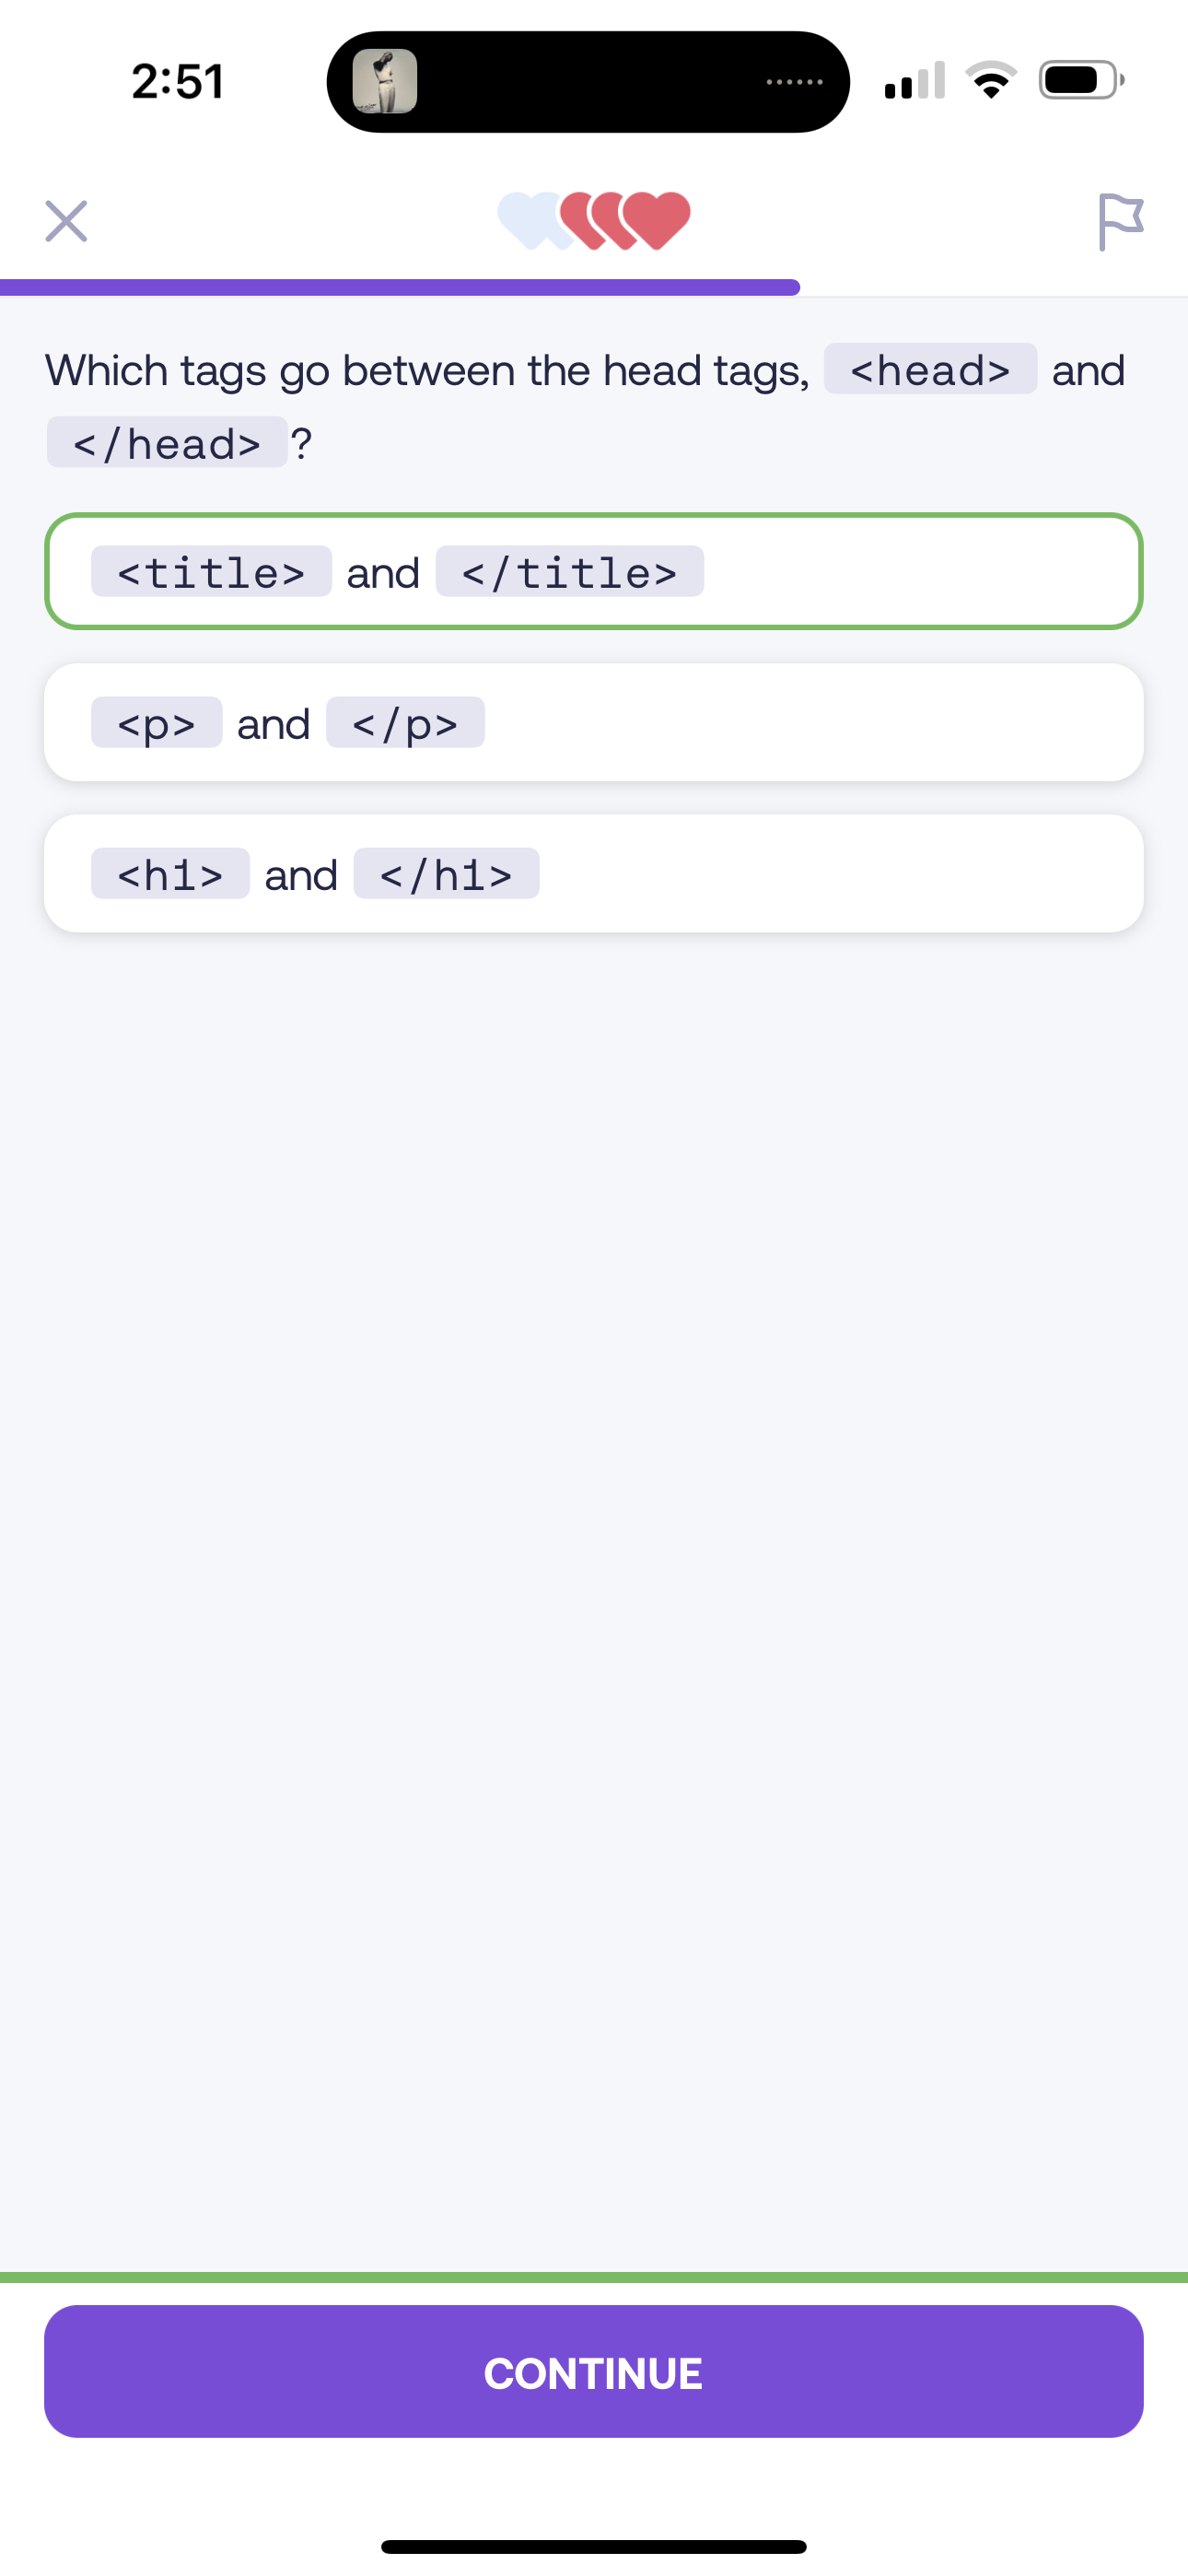 2:51
Which tags go between the head tags, <head> and
</head> ?
<title> and </title>
<p> and </p>
<h1> and </h1>
CONTINUE